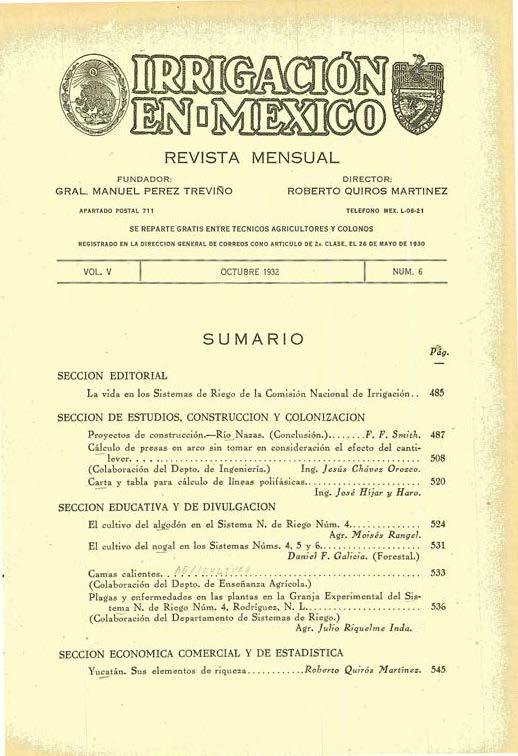 IRRIGACIÓN
EN-MEXICO
REVISTA MENSUAL
FUNDADOR: DIRECTOR:
GRAL. MANUEL PEREZ TREVIÑO ROBERTO QUIROS MARTINEZ
APARTADO POSTAL 711 TELEFONO MEX. L-06-21
SE REPARTE GRATIS ENTRE TECNICOS AGRICULTORES Y COLONOS
REGISTRADO EN LA DIRECCION GENERAL DE CORREOS COMO ARTICULO DE 2a. CLASE, EL 26 DE MAYO DE 1930
VOL. V OCTUBRE 1932 NUM. 6
SUMARIO
Pág.
SECCION EDITORIAL
La vida en los Sistemas de Riego de la Comisión Nacional de Irrigación.. 485
SECCION DE ESTUDIOS, CONSTRUCCION Y COLONIZACION
Proyectos de construcción.—Río Nazas. (Conclusión.)........F. F. Smith. 487
Cálculo de presas en arco sin tomar en consideración el efecto del canti-
lever. ................................................ 508
(Colaboración del Depto. de Ingeniería.) Ing. Jesús Chávez Orozco.
Carta y tabla para cálculo de líneas polifásicas.................. 520
Ing. José Híjar y Haro.
SECCION EDUCATIVA Y DE DIVULGACION
El cultivo del algodón en el Sistema N. de Riego Núm. 4.............. 524
Agr. Moisés Rangel.
El cultivo del nogal en los Sistemas Núms. 4, 5 y 6.................. 531
Daniel F. Galicia. (Forestal.)
Camas calientes. . AGRICULTURA ........................ 533
(Colaboración del Depto. de Enseñanza Agrícola.)
Plagas y enfermedades en las plantas en la Granja Experimental del Sis-
tema N. de Riego Núm. 4, Rodríguez, N. L...................... 536
(Colaboración del Departamento de Sistemas de Riego.)
Agr. Julio Riquelme Inda.
SECCION ECONOMICA COMERCIAL Y DE ESTADISTICA
Yucatán. Sus elementos de riqueza...........Roberto Quirós Martínez. 545